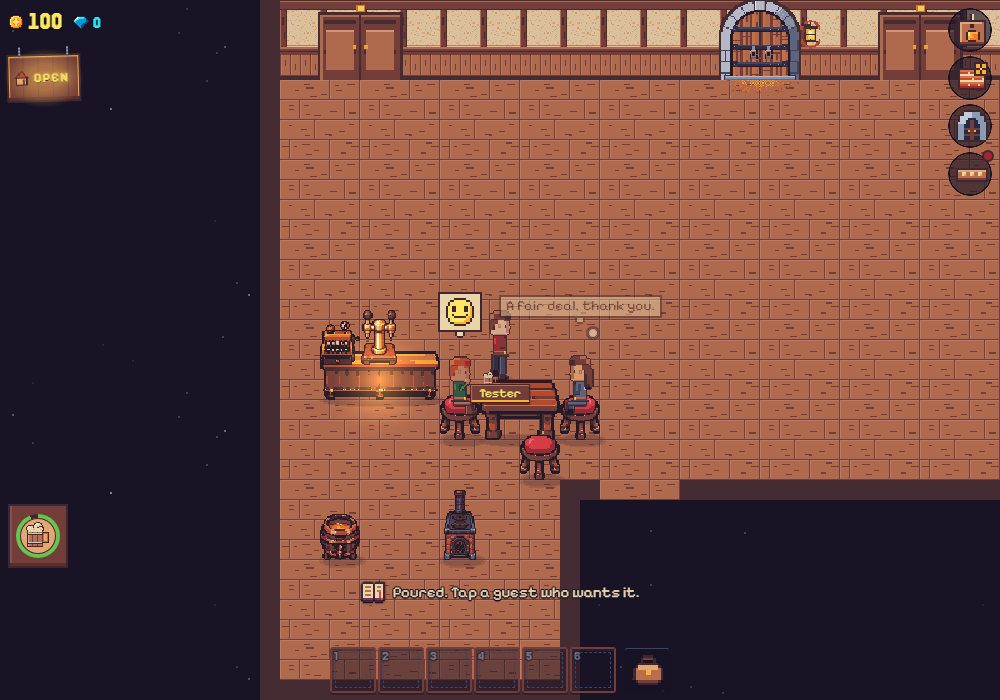 100 0
OPEN
A fair deal, thank you.
Tester
Poured. Tap a guest who wants it.
1 2 3 4 5 6